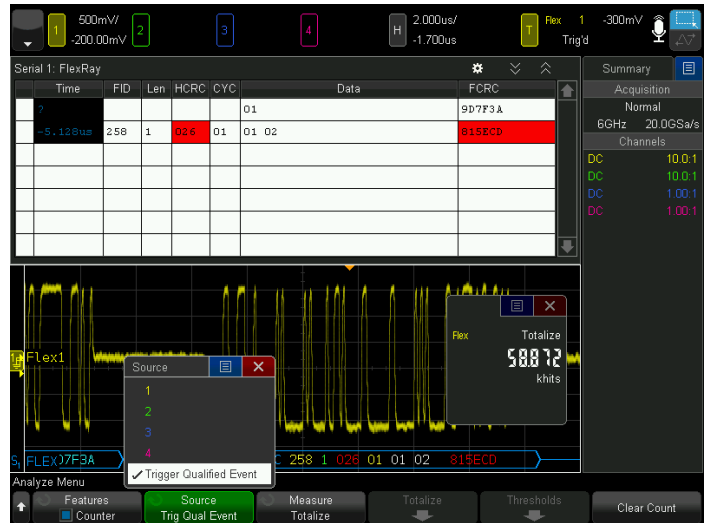 1 500mV/ -200.00mV 2 3 4 H 2.000us/ -1.700us T Flex 1 -300mV Trig'd
Serial 1: FlexRay
Time FID Len HCRC CYC Data FCRC
? 01 9D7F3A
-5.128us 258 1 026 01 01 02 815ECD
Summary
Acquisition
Normal
6GHz 20.0GSa/s
Channels
DC 10.0:1
DC 10.0:1
DC 1.00:1
DC 1.00:1
Flex1
Flex Totalize
58.872
khits
Source
1
2
3
4
Trigger Qualified Event
S1 FLEX 7F3A 258 1 026 01 01 02 815ECD
Analyze Menu
Features Counter
Source Trig Qual Event
Measure Totalize
Totalize
Thresholds
Clear Count